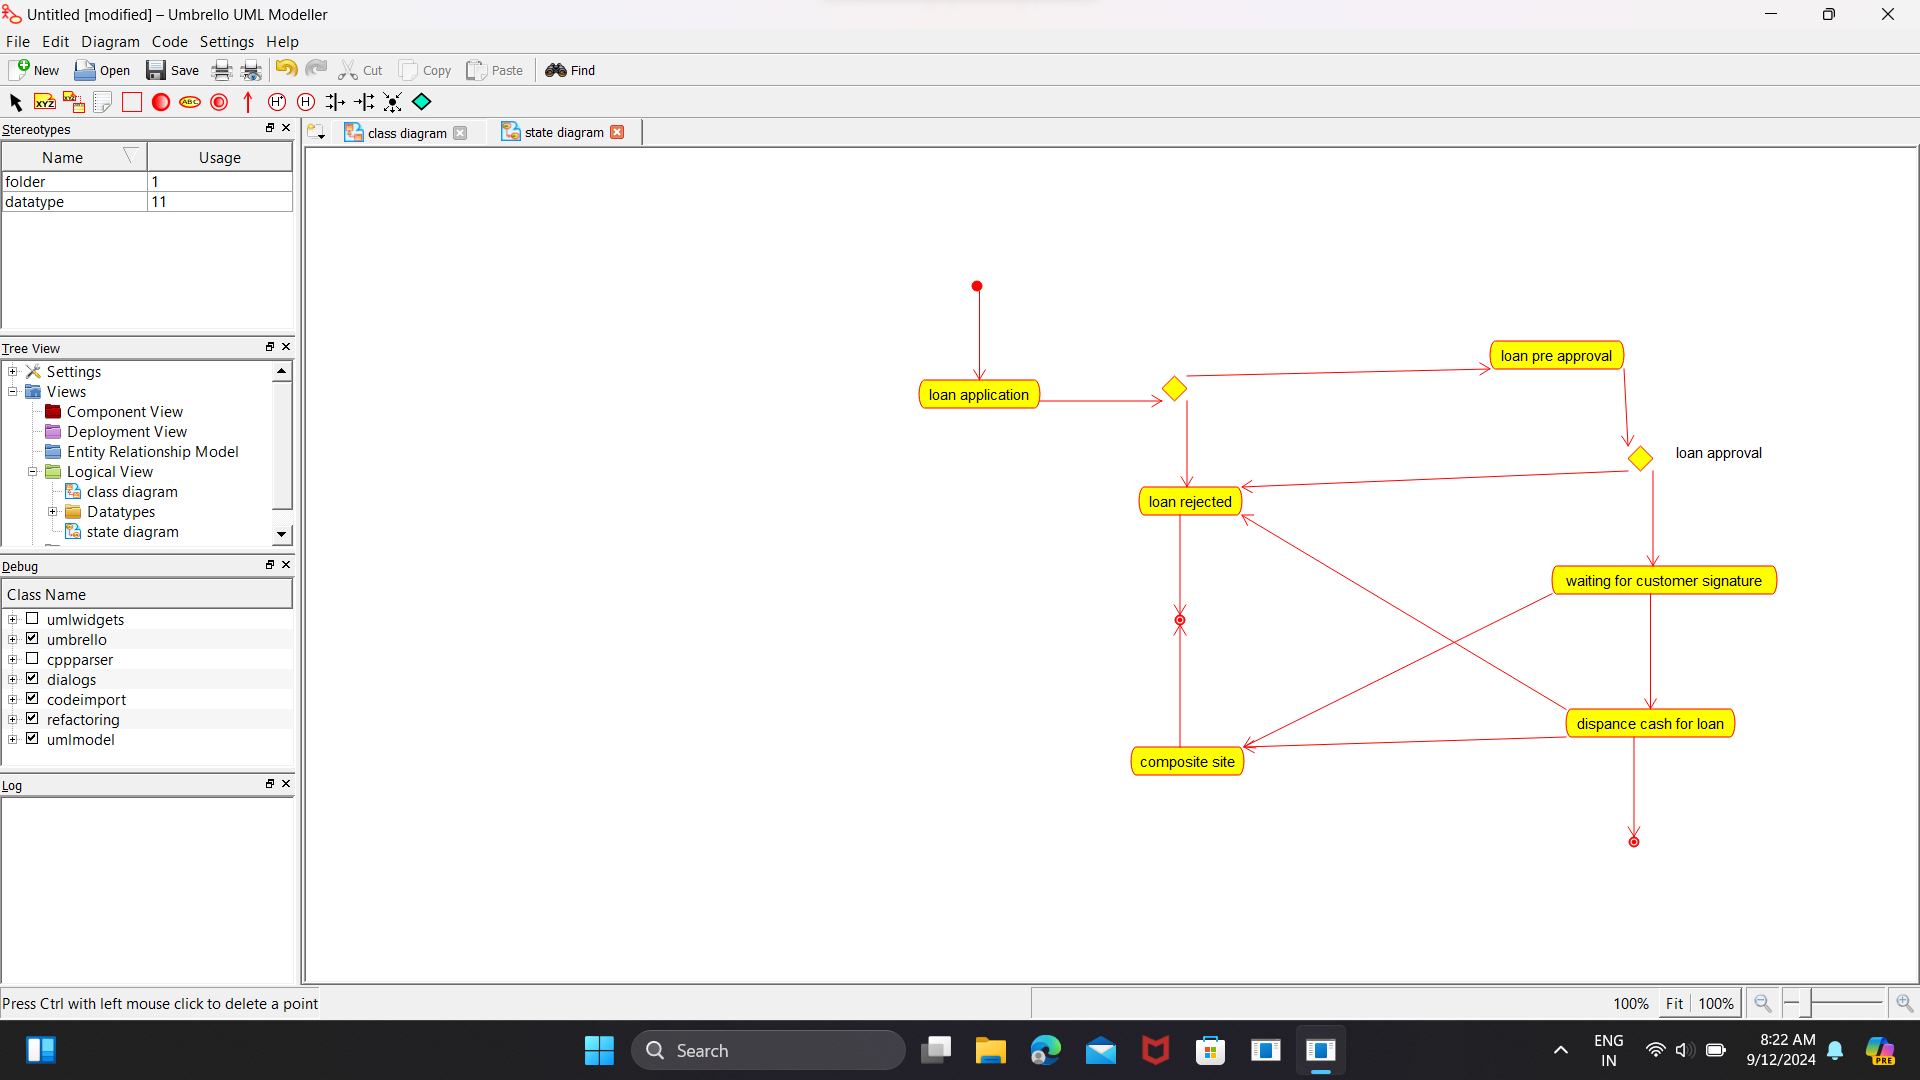 Untitled [modified] – Umbrello UML Modeller
File Edit Diagram Code Settings Help
New Open Save Cut Copy Paste Find
XYZ XYZ ABC H* H
Stereotypes
class diagram state diagram
Name Usage
folder 1
datatype 11
Tree View
Settings
Views
Component View
Deployment View
Entity Relationship Model
Logical View
class diagram
Datatypes
state diagram
Debug
Class Name
umlwidgets
umbrello
cppparser
dialogs
codeimport
refactoring
umlmodel
Log
loan pre approval
loan application
loan approval
loan rejected
waiting for customer signature
dispance cash for loan
composite site
Press Ctrl with left mouse click to delete a point
100% Fit 100%
Search
ENG
IN
8:22 AM
9/12/2024
PRE